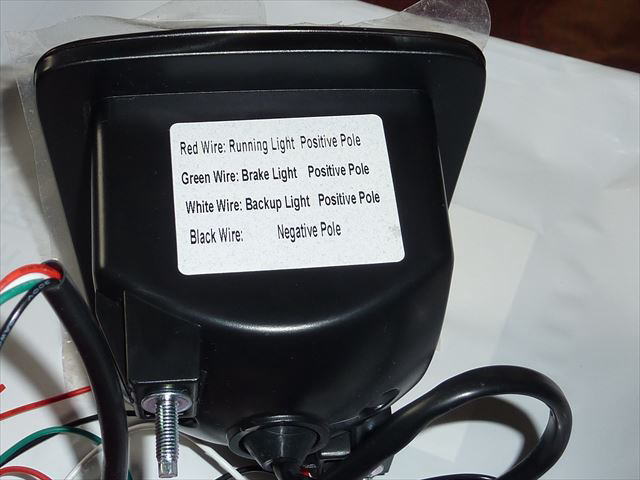 Red Wire: Running Light Positive Pole
Green Wire: Brake Light Positive Pole
White Wire: Backup Light Positive Pole
Black Wire: Negative Pole